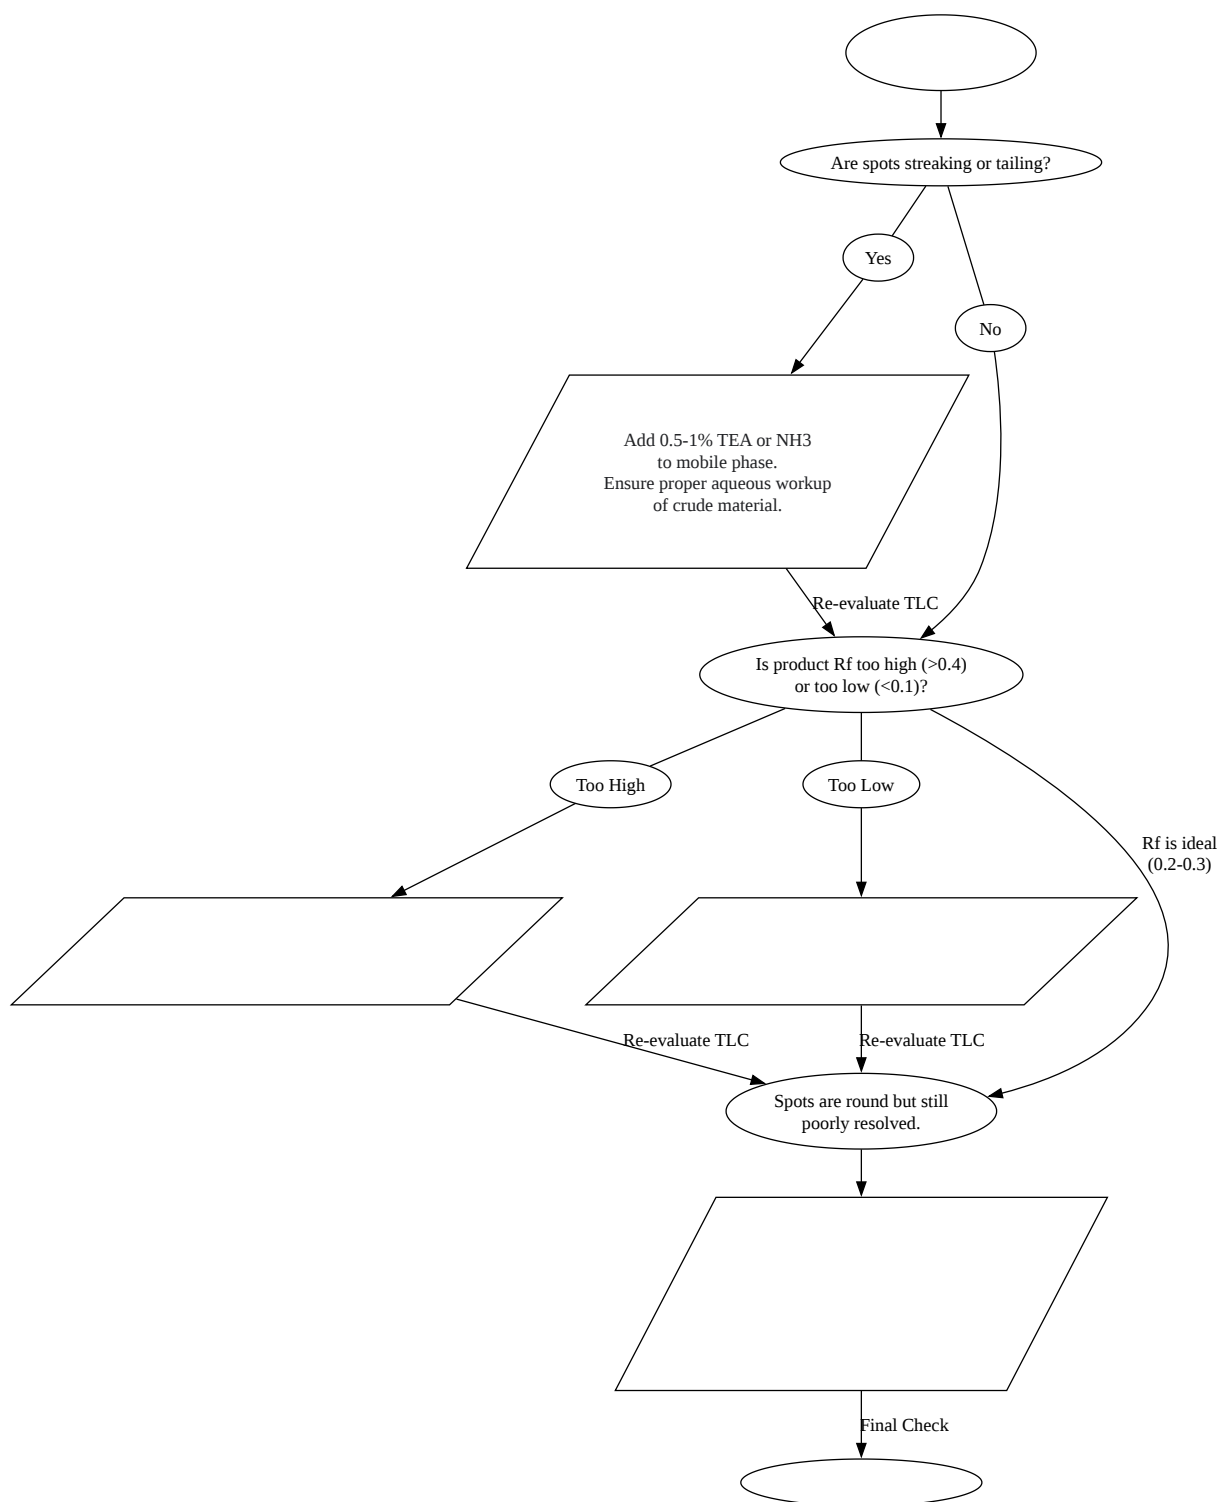 Are spots streaking or tailing?
Yes
No
Add 0.5-1% TEA or NH3
to mobile phase.
Ensure proper aqueous workup
of crude material.
Re-evaluate TLC
Is product Rf too high (>0.4)
or too low (<0.1)?
Too High
Too Low
Rf is ideal
(0.2-0.3)
Re-evaluate TLC
Re-evaluate TLC
Spots are round but still
poorly resolved.
Final Check